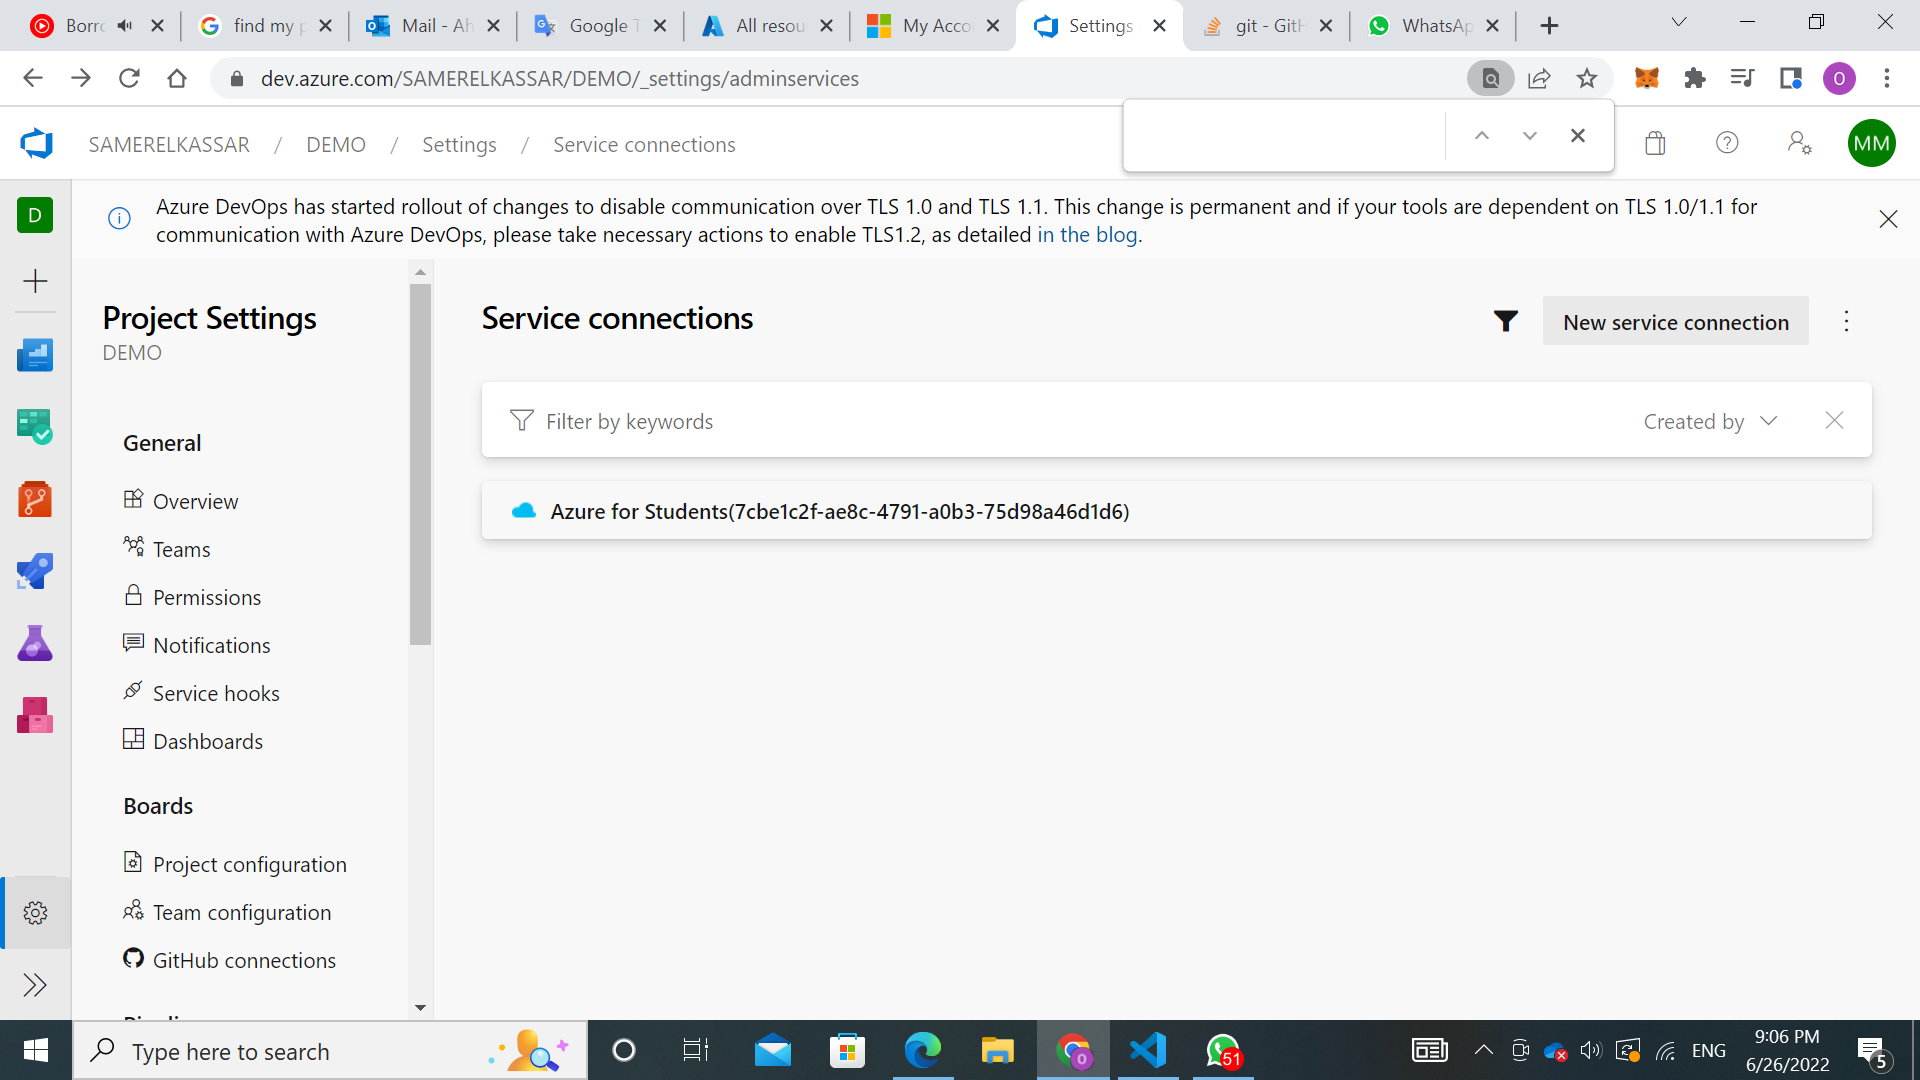 Borro
find my p
Mail - Ah
Google T
All resou
My Acco
Settings
git - GitH
WhatsAp
dev.azure.com/SAMERELKASSAR/DEMO/_settings/adminservices
O
SAMERELKASSAR / DEMO / Settings / Service connections
MM
D
Azure DevOps has started rollout of changes to disable communication over TLS 1.0 and TLS 1.1. This change is permanent and if your tools are dependent on TLS 1.0/1.1 for
communication with Azure DevOps, please take necessary actions to enable TLS1.2, as detailed in the blog.
Project Settings
DEMO
General
Overview
Teams
Permissions
Notifications
Service hooks
Dashboards
Boards
Project configuration
Team configuration
GitHub connections
Service connections
New service connection
Filter by keywords
Created by
Azure for Students(7cbe1c2f-ae8c-4791-a0b3-75d98a46d1d6)
Type here to search
O
51
ENG
9:06 PM
6/26/2022
5